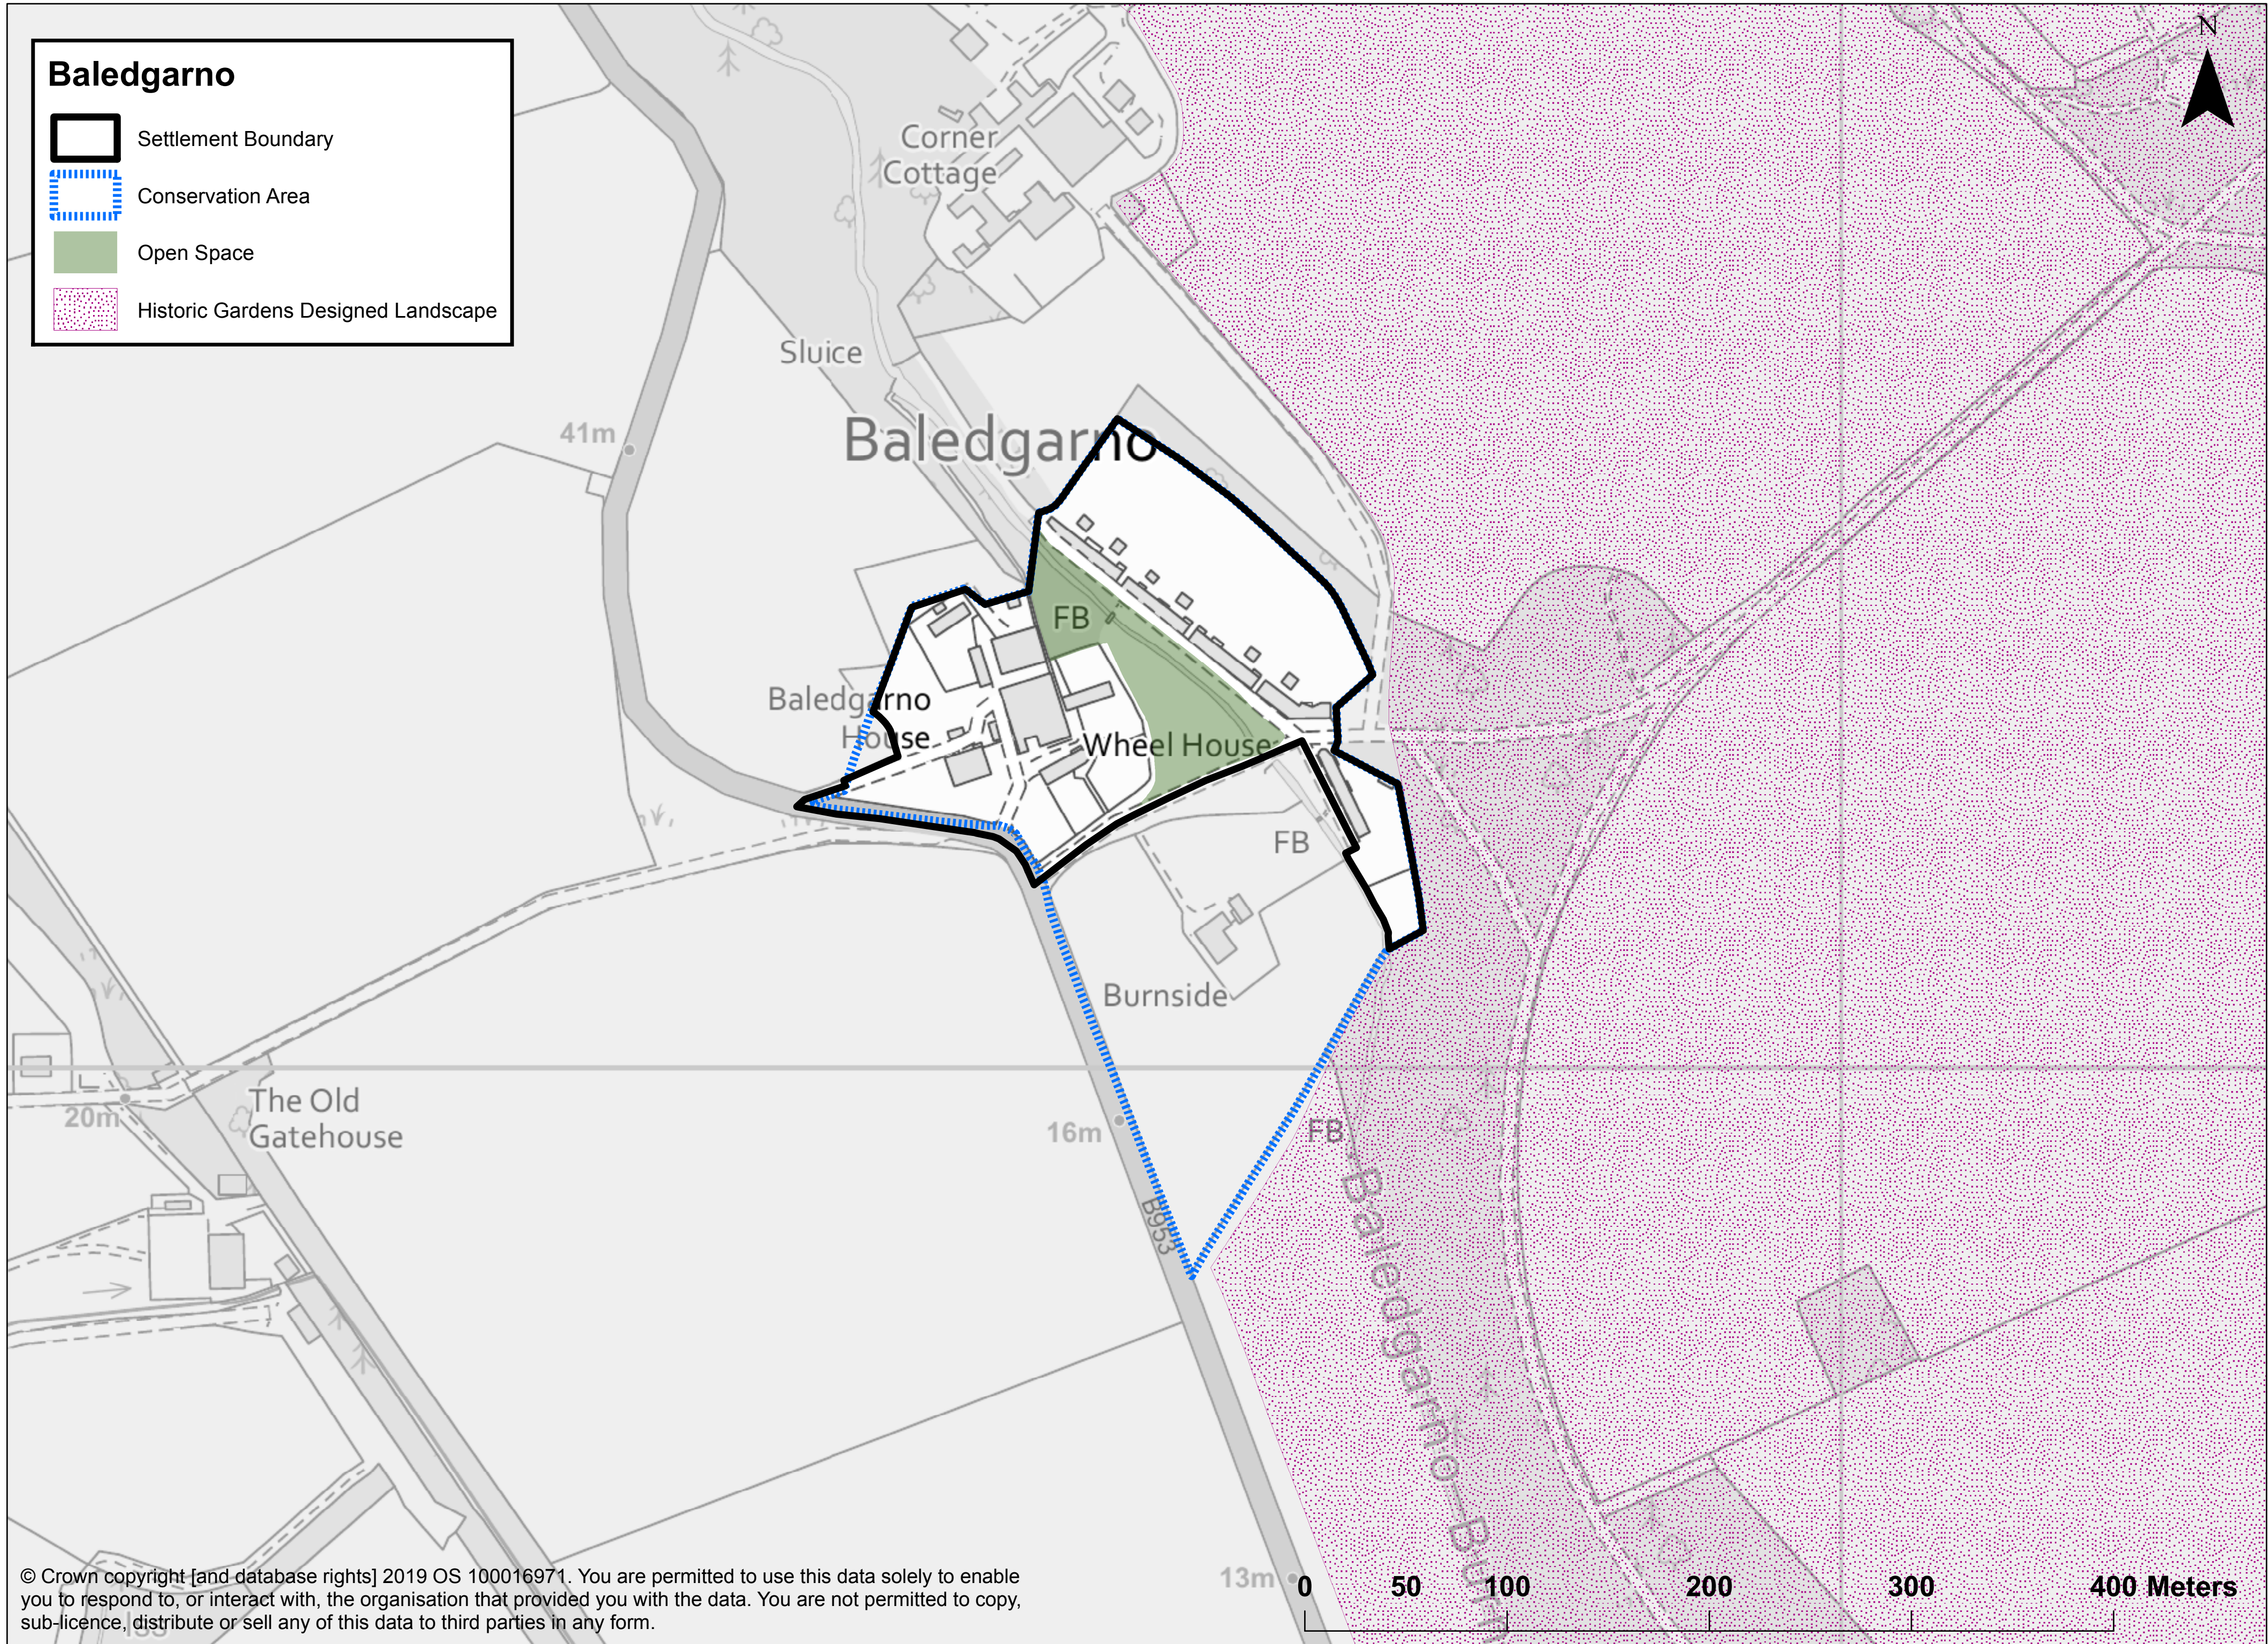 Baledgarno
Settlement Boundary
Conservation Area
Open Space
Historic Gardens Designed Landscape
N
Corner
Cottage
Sluice
41m
Baledgarno
FB
Baledgarno
House
Wheel House
FB
Burnside
The Old
Gatehouse
20m
16m
FB
B953
Baledgarno Burn
13m
0 50 100 200 300 400 Meters
© Crown copyright [and database rights] 2019 OS 100016971. You are permitted to use this data solely to enable
you to respond to, or interact with, the organisation that provided you with the data. You are not permitted to copy,
sub-licence, distribute or sell any of this data to third parties in any form.